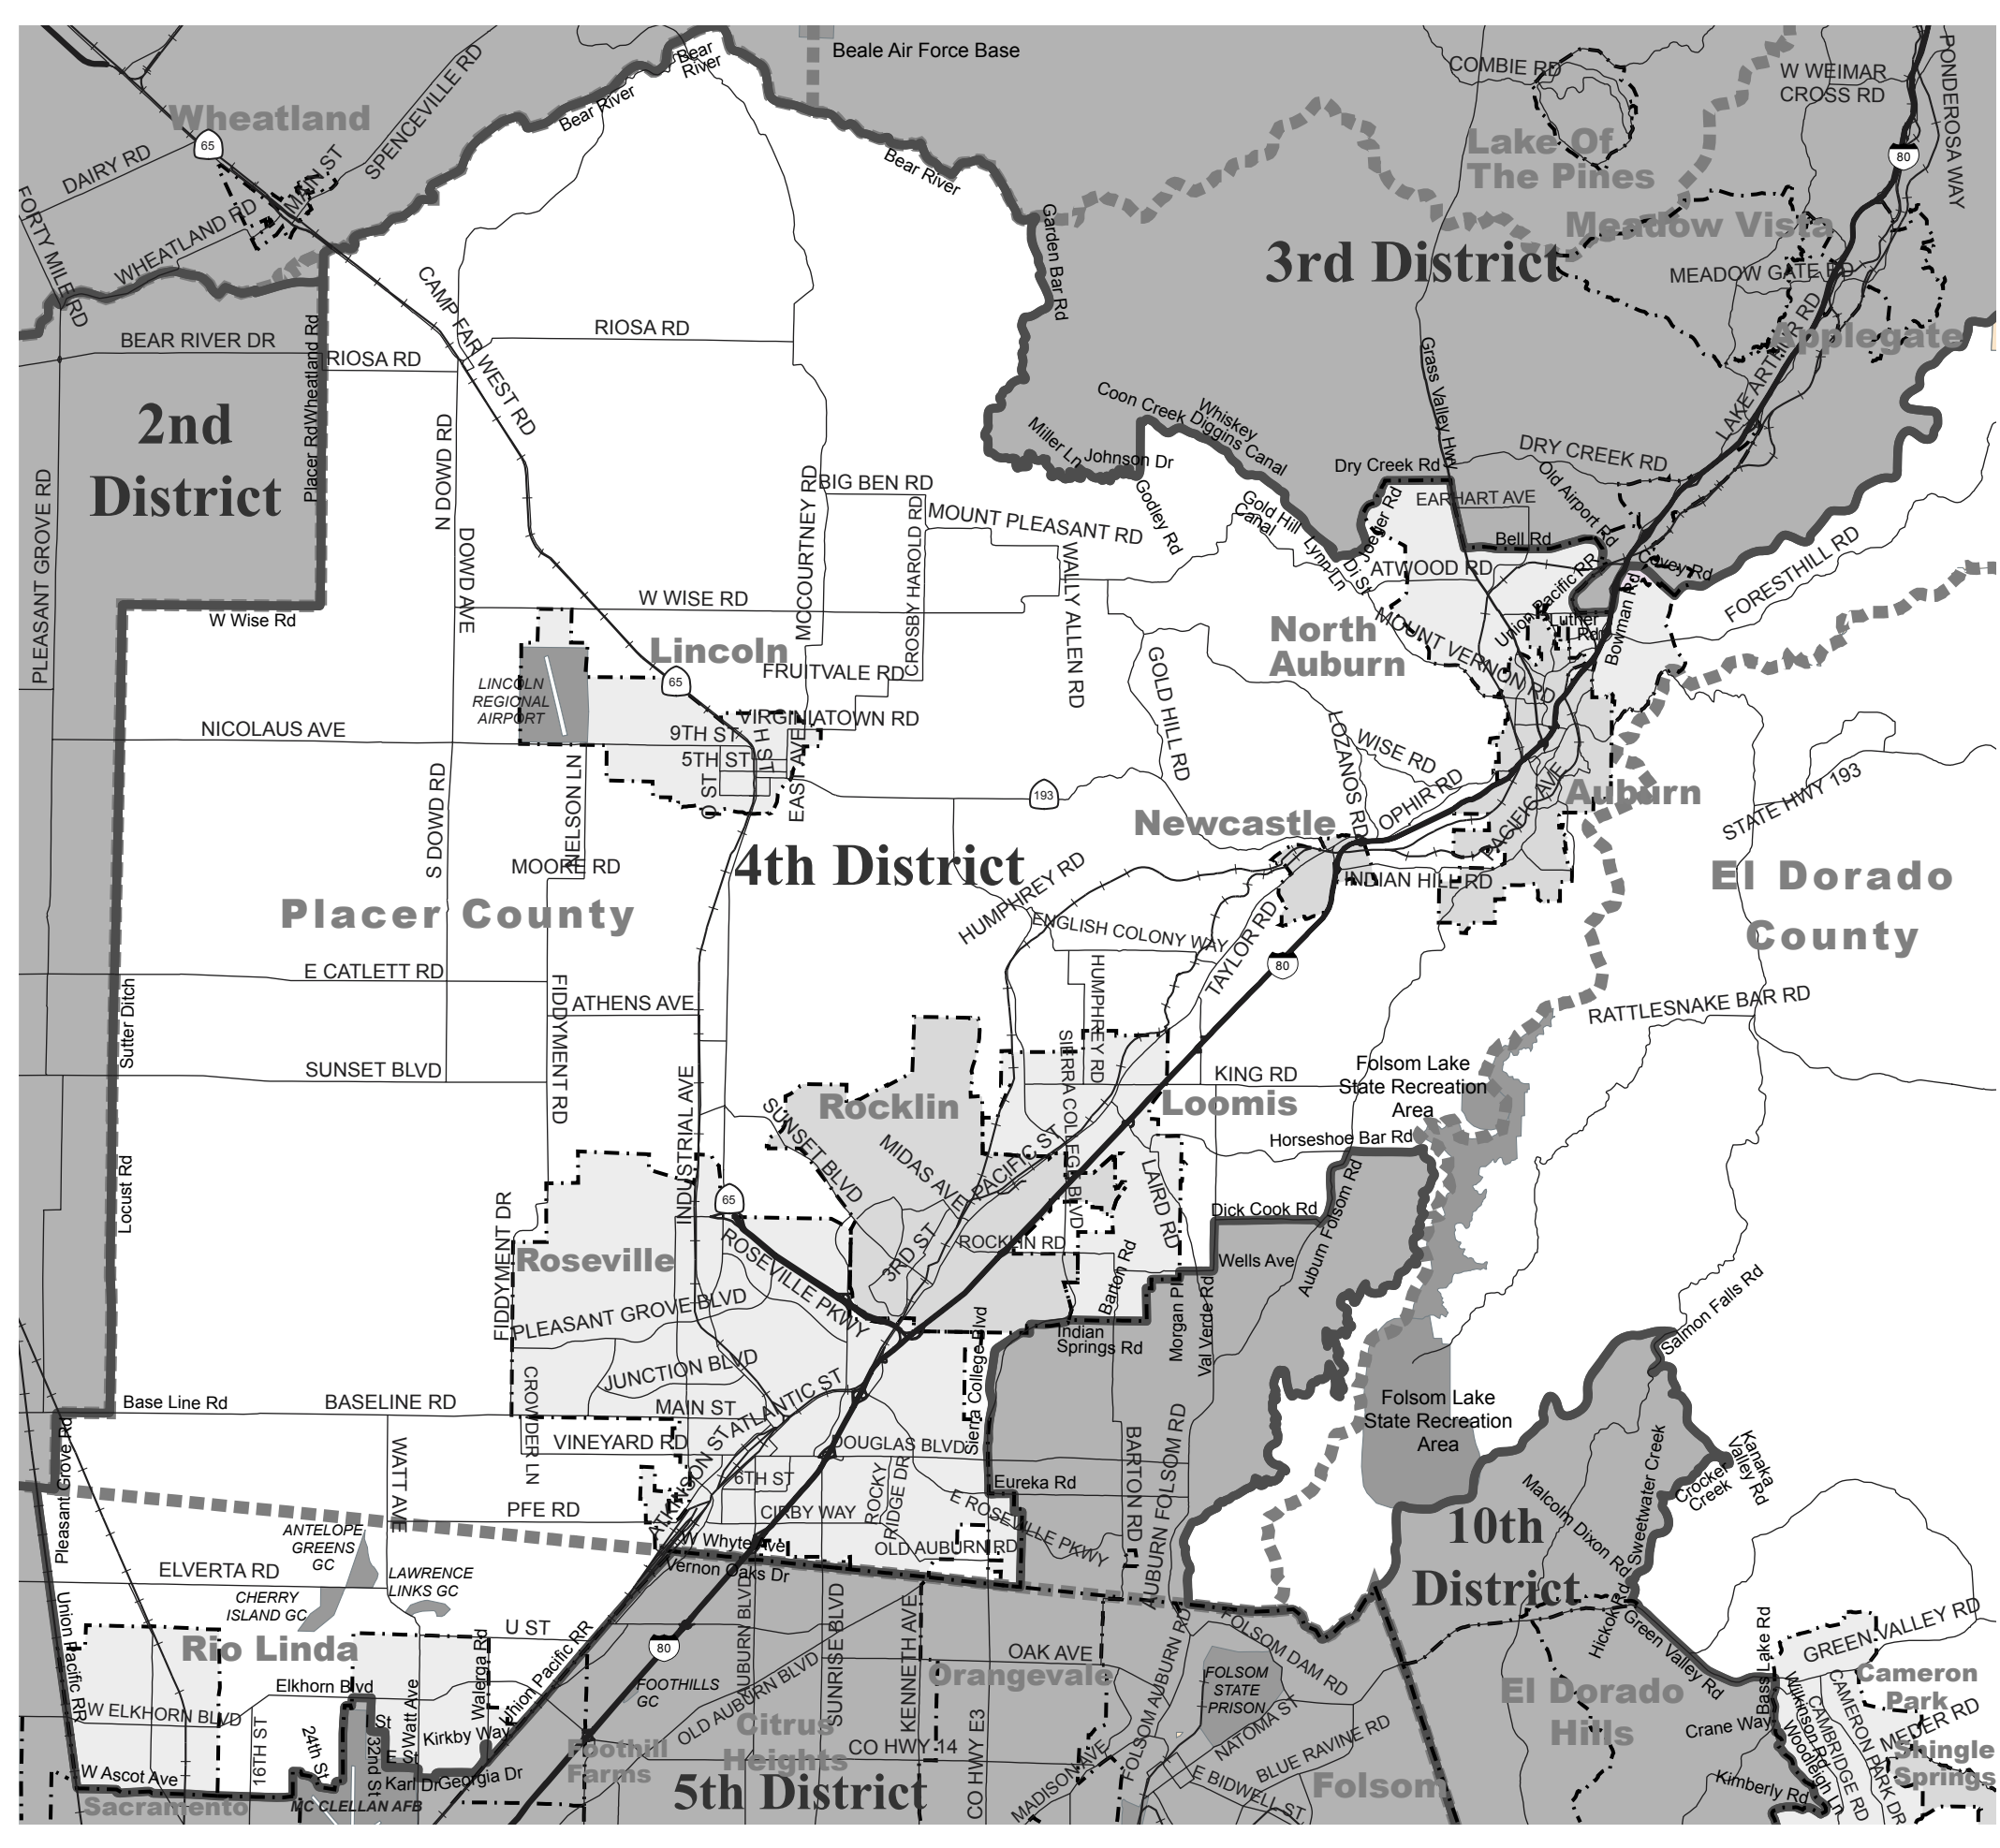 Beale Air Force Base
Bear
River
Bear River
Bear River
COMBIE RD
W WEIMAR
CROSS RD
PONDEROSA WAY
Wheatland
65
SPENCEVILLE RD
DAIRY RD
MAIN ST
FORTY MILE RD
WHEATLAND RD
80
Lake Of
The Pines
Meadow Vista
MEADOW GATE RD
Applegate
LAKE ARTHUR RD
3rd District
Garden Bar Rd
Grass Valley Hwy
CAMP FAR WEST RD
RIOSA RD
BEAR RIVER DR
RIOSA RD
Placer Rd
Wheatland Rd
2nd
District
N DOWD RD
PLEASANT GROVE RD
Coon Creek
Whiskey
Diggins Canal
Miller Ln
Johnson Dr
Godley Rd
Gold Hill
Canal
Lynn Ln
Di St
Joeger Rd
Dry Creek Rd
DRY CREEK RD
EARHART AVE
Old Airport Rd
Bell Rd
ATWOOD RD
Union Pacific RR
Covey Rd
FORESTHILL RD
Luther
Rd
Bowman Rd
MOUNT VERNON RD
North
Auburn
BIG BEN RD
MCCOURTNEY RD
CROSBY HAROLD RD
MOUNT PLEASANT RD
WALLY ALLEN RD
DOWD AVE
W WISE RD
W Wise Rd
Lincoln
65
LINCOLN
REGIONAL
AIRPORT
FRUITVALE RD
VIRGINIATOWN RD
9TH ST
5TH ST
H ST
O ST
EAST AVE
NICOLAUS AVE
GOLD HILL RD
193
LOZANOS RD
WISE RD
OPHIR RD
PACIFIC AVE
Auburn
STATE HWY 193
Newcastle
INDIAN HILL RD
El Dorado
County
S DOWD RD
NELSON LN
MOORE RD
4th District
Placer County
HUMPHREY RD
ENGLISH COLONY WAY
TAYLOR RD
80
E CATLETT RD
Sutter Ditch
ATHENS AVE
FIDDYMENT RD
SUNSET BLVD
INDUSTRIAL AVE
HUMPHREY RD
SIERRA COLLEGE BLVD
RATTLESNAKE BAR RD
Folsom Lake
State Recreation
Area
KING RD
Loomis
Rocklin
SUNSET BLVD
MIDAS AVE
E PACIFIC ST
Horseshoe Bar Rd
LAIRD RD
Dick Cook Rd
Auburn Folsom Rd
Wells Ave
Locust Rd
65
FIDDYMENT DR
Roseville
ROSEVILLE PKWY
3RD ST
ROCKLIN RD
Barton Rd
Morgan Pl
Val Verde Rd
Indian
Springs Rd
PLEASANT GROVE BLVD
JUNCTION BLVD
Sierra College Blvd
Salmon Falls Rd
Folsom Lake
State Recreation
Area
Base Line Rd
BASELINE RD
CROWDER LN
MAIN ST
ATLANTIC ST
VINEYARD RD
ATKINSON ST
DOUGLAS BLVD
6TH ST
CIRBY WAY
ROCKY
RIDGE DR
Eureka Rd
E ROSEVILLE PKWY
OLD AUBURN RD
BARTON RD
AUBURN FOLSOM RD
Pleasant Grove Rd
WATT AVE
PFE RD
W Whyte Ave
Vernon Oaks Dr
ANTELOPE
GREENS
GC
ELVERTA RD
LAWRENCE
LINKS GC
CHERRY
ISLAND GC
Malcolm Dixon Rd
Sweetwater Creek
Crocker
Creek
Kanaka
Valley Rd
10th
District
Hickok Rd
Green Valley Rd
Union Pacific RR
Rio Linda
U ST
Elkhorn Blvd
W ELKHORN BLVD
16TH ST
24th St
I St
32nd St
E St
Watt Ave
Walerga Rd
Kirkby Way
Karl Dr
Georgia Dr
Union Pacific RR
W Ascot Ave
Sacramento
MC CLELLAN AFB
80
FOOTHILLS
GC
Foothill
Farms
AUBURN BLVD
OLD AUBURN BLVD
SUNRISE BLVD
KENNETH AVE
OAK AVE
Orangevale
Citrus
Heights
CO HWY 14
CO HWY E3
5th District
MADISON AVE
FOLSOM AUBURN RD
FOLSOM DAM RD
FOLSOM
STATE
PRISON
NATOMA ST
BLUE RAVINE RD
E BIDWELL ST
Folsom
El Dorado
Hills
Bass Lake Rd
GREEN VALLEY RD
Cameron
Park
MEDER RD
Shingle
Springs
Crane Way
Wilkinson Rd
Woodleigh Ln
CAMBRIDGE RD
CAMERON PARK DR
Kimberly Rd